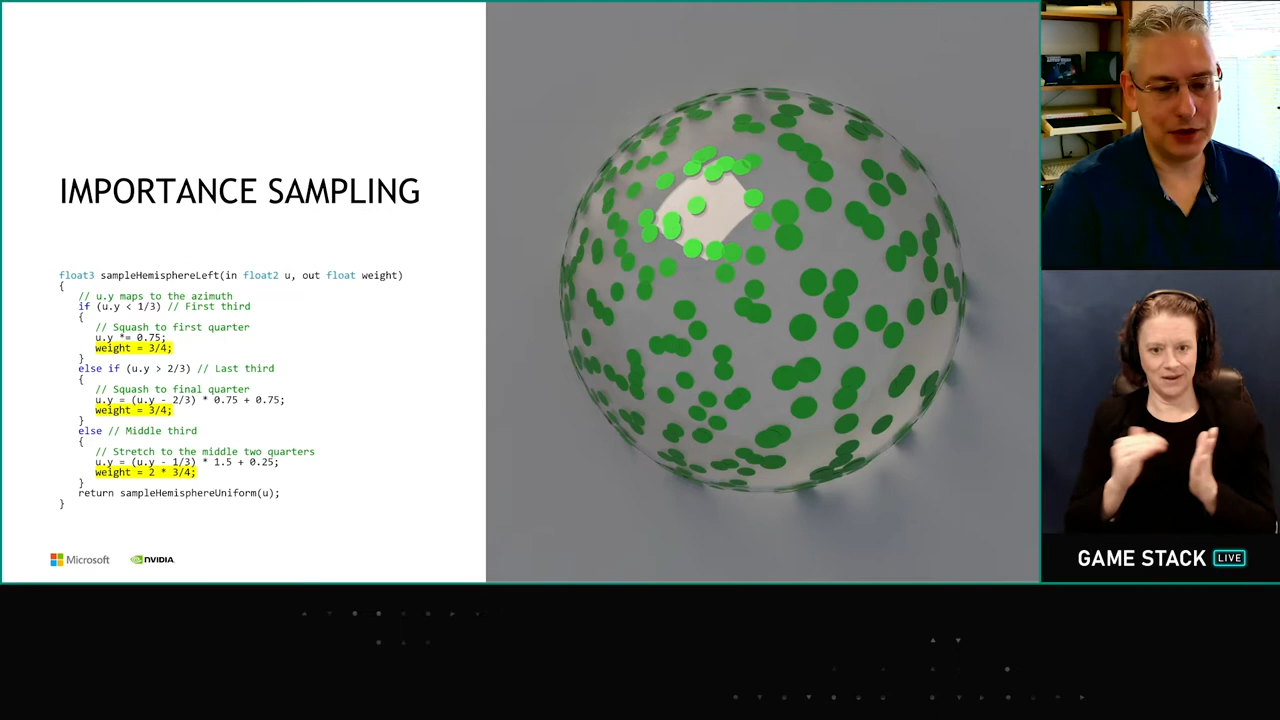 IMPORTANCE SAMPLING
float3 sampleHemisphereLeft(in float2 u, out float weight)
{
// u.y maps to the azimuth
if (u.y < 1/3) // First third
{
// Squash to first quarter
u.y *= 0.75;
weight = 3/4;
}
else if (u.y > 2/3) // Last third
{
// Squash to final quarter
u.y = (u.y - 2/3) * 0.75 + 0.75;
weight = 3/4;
}
else // Middle third
{
// Stretch to the middle two quarters
u.y = (u.y - 1/3) * 1.5 + 0.25;
weight = 2 * 3/4;
}
return sampleHemisphereUniform(u);
}
Microsoft NVIDIA
GAME STACK LIVE